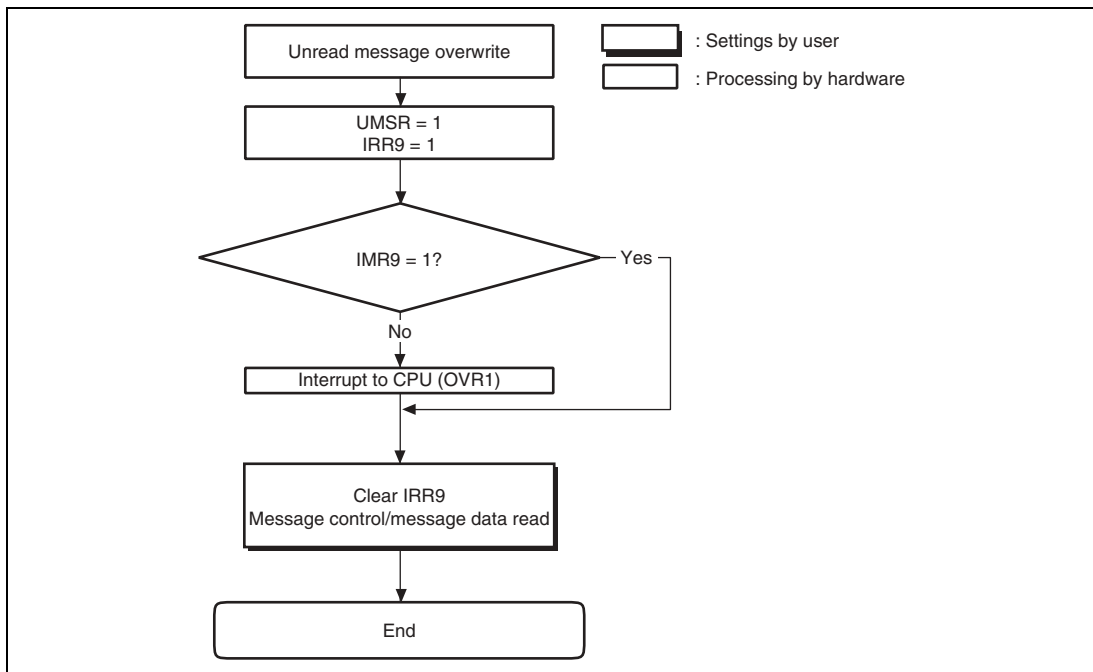 Unread message overwrite
: Settings by user
: Processing by hardware
UMSR = 1
IRR9 = 1
IMR9 = 1?
Yes
No
Interrupt to CPU (OVR1)
Clear IRR9
Message control/message data read
End